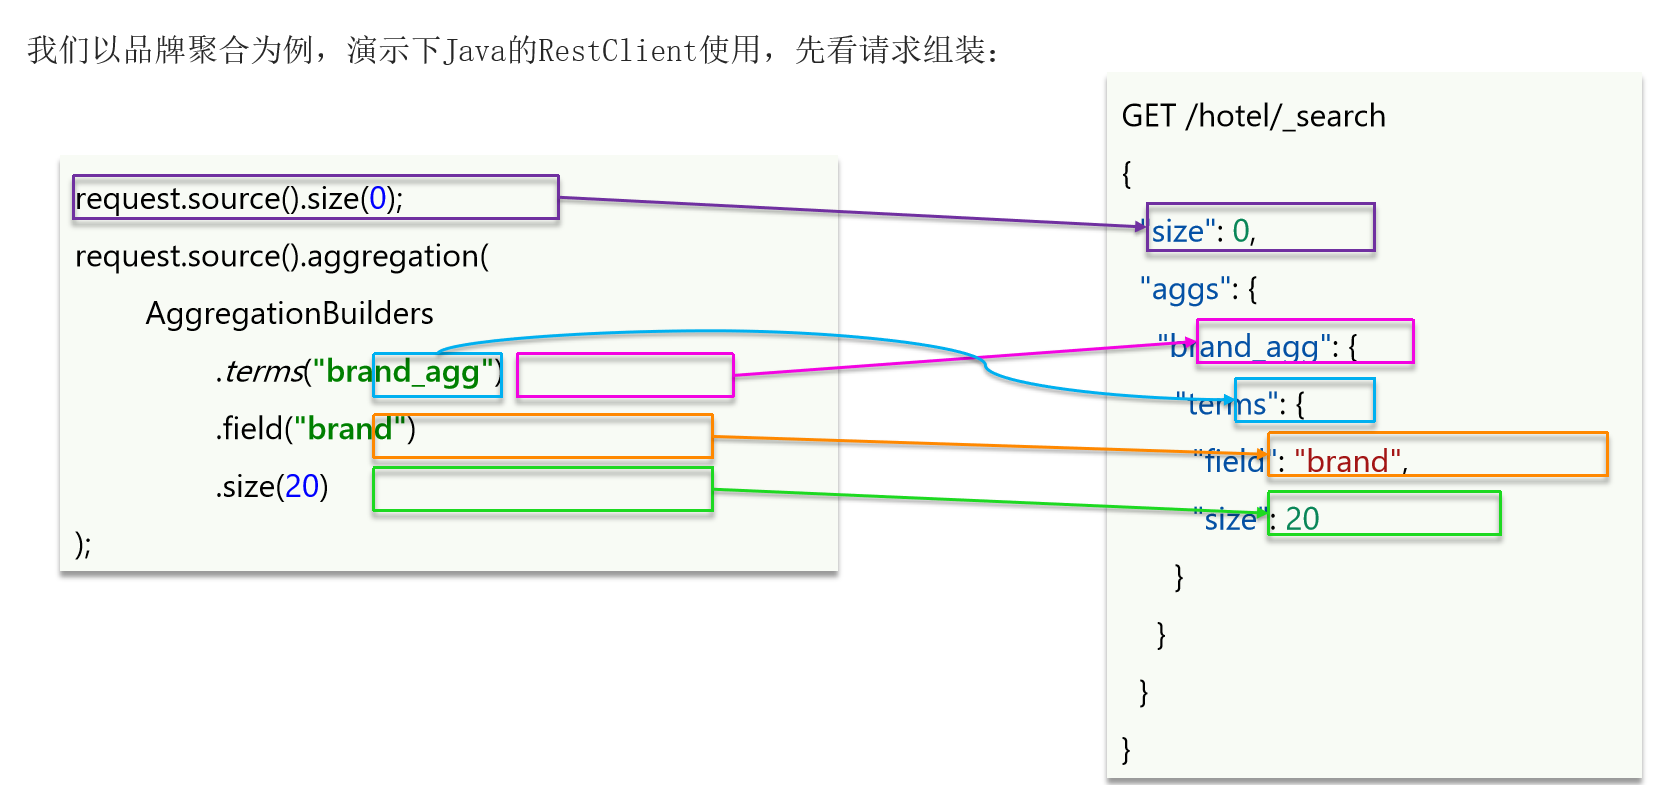 我们以品牌聚合为例，演示下Java的RestClient使用，先看请求组装：
request.source().size(0);
request.source().aggregation(
AggregationBuilders
.terms("brand_agg")
.field("brand")
.size(20)
);
GET /hotel/_search
{
"size": 0,
"aggs": {
"brand_agg": {
"terms": {
"field": "brand",
"size": 20
}
}
}
}